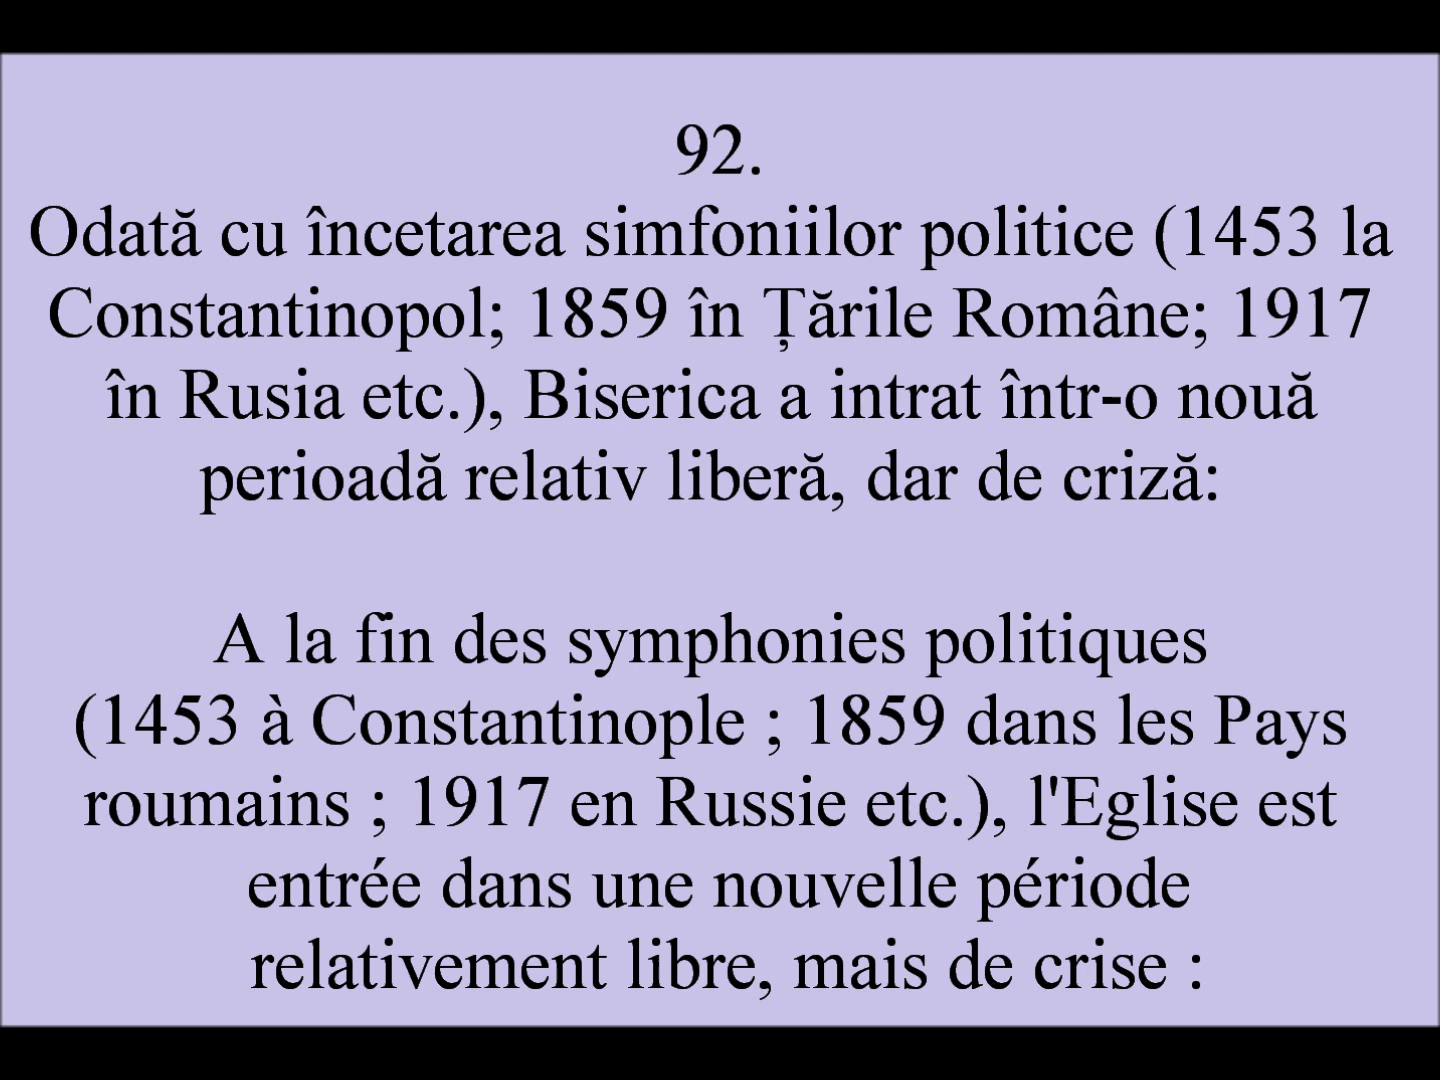 92.
Odată cu încetarea simfoniilor politice (1453 la
Constantinopol; 1859 în Țările Române; 1917
în Rusia etc.), Biserica a intrat într-o nouă
perioadă relativ liberă, dar de criză:
A la fin des symphonies politiques
(1453 à Constantinople ; 1859 dans les Pays
roumains ; 1917 en Russie etc.), l'Eglise est
entrée dans une nouvelle période
relativement libre, mais de crise :